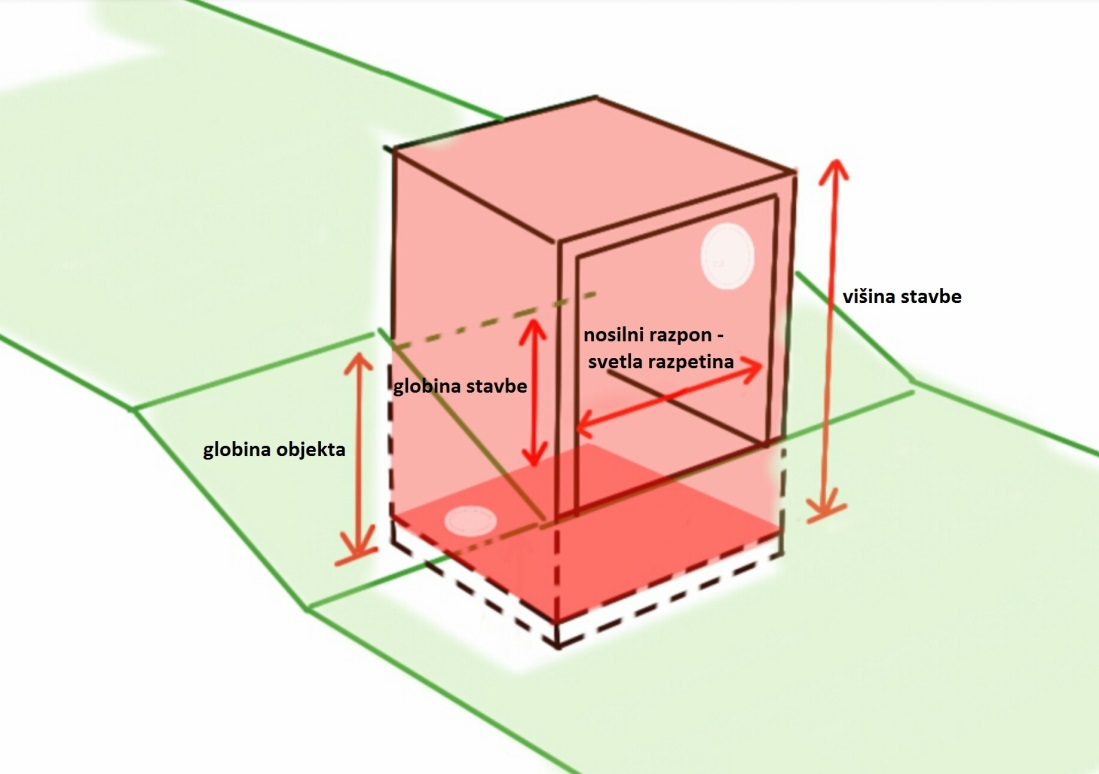 višina stavbe
nosilni razpon -
svetla razpetina
globina stavbe
globina objekta